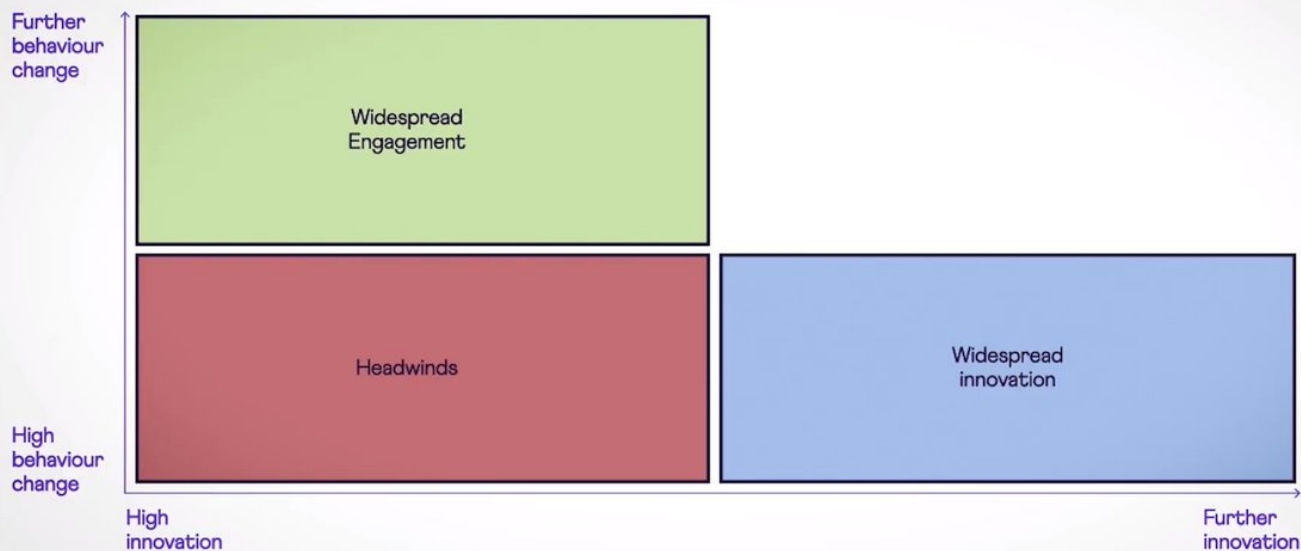 Further
behaviour
change
Widespread
Engagement
Headwinds
Widespread
innovation
High
behaviour
change
High
innovation
Further
innovation